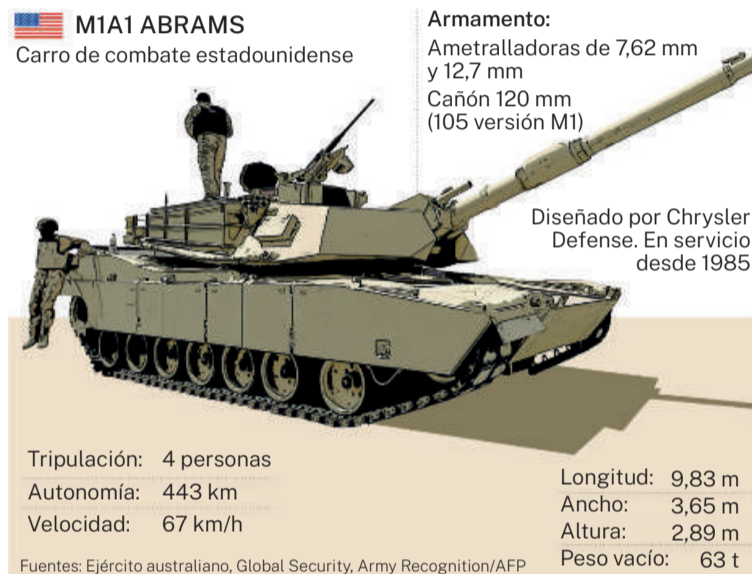 M1A1 ABRAMS
Carro de combate estadounidense
Armamento:
Ametralladoras de 7,62 mm
y 12,7 mm
Cañón 120 mm
(105 versión M1)
Diseñado por Chrysler
Defense. En servicio
desde 1985
Tripulación: 4 personas
Autonomía: 443 km
Velocidad: 67 km/h
Longitud: 9,83 m
Ancho: 3,65 m
Altura: 2,89 m
Peso vacío: 63 t
Fuentes: Ejército australiano, Global Security, Army Recognition/AFP